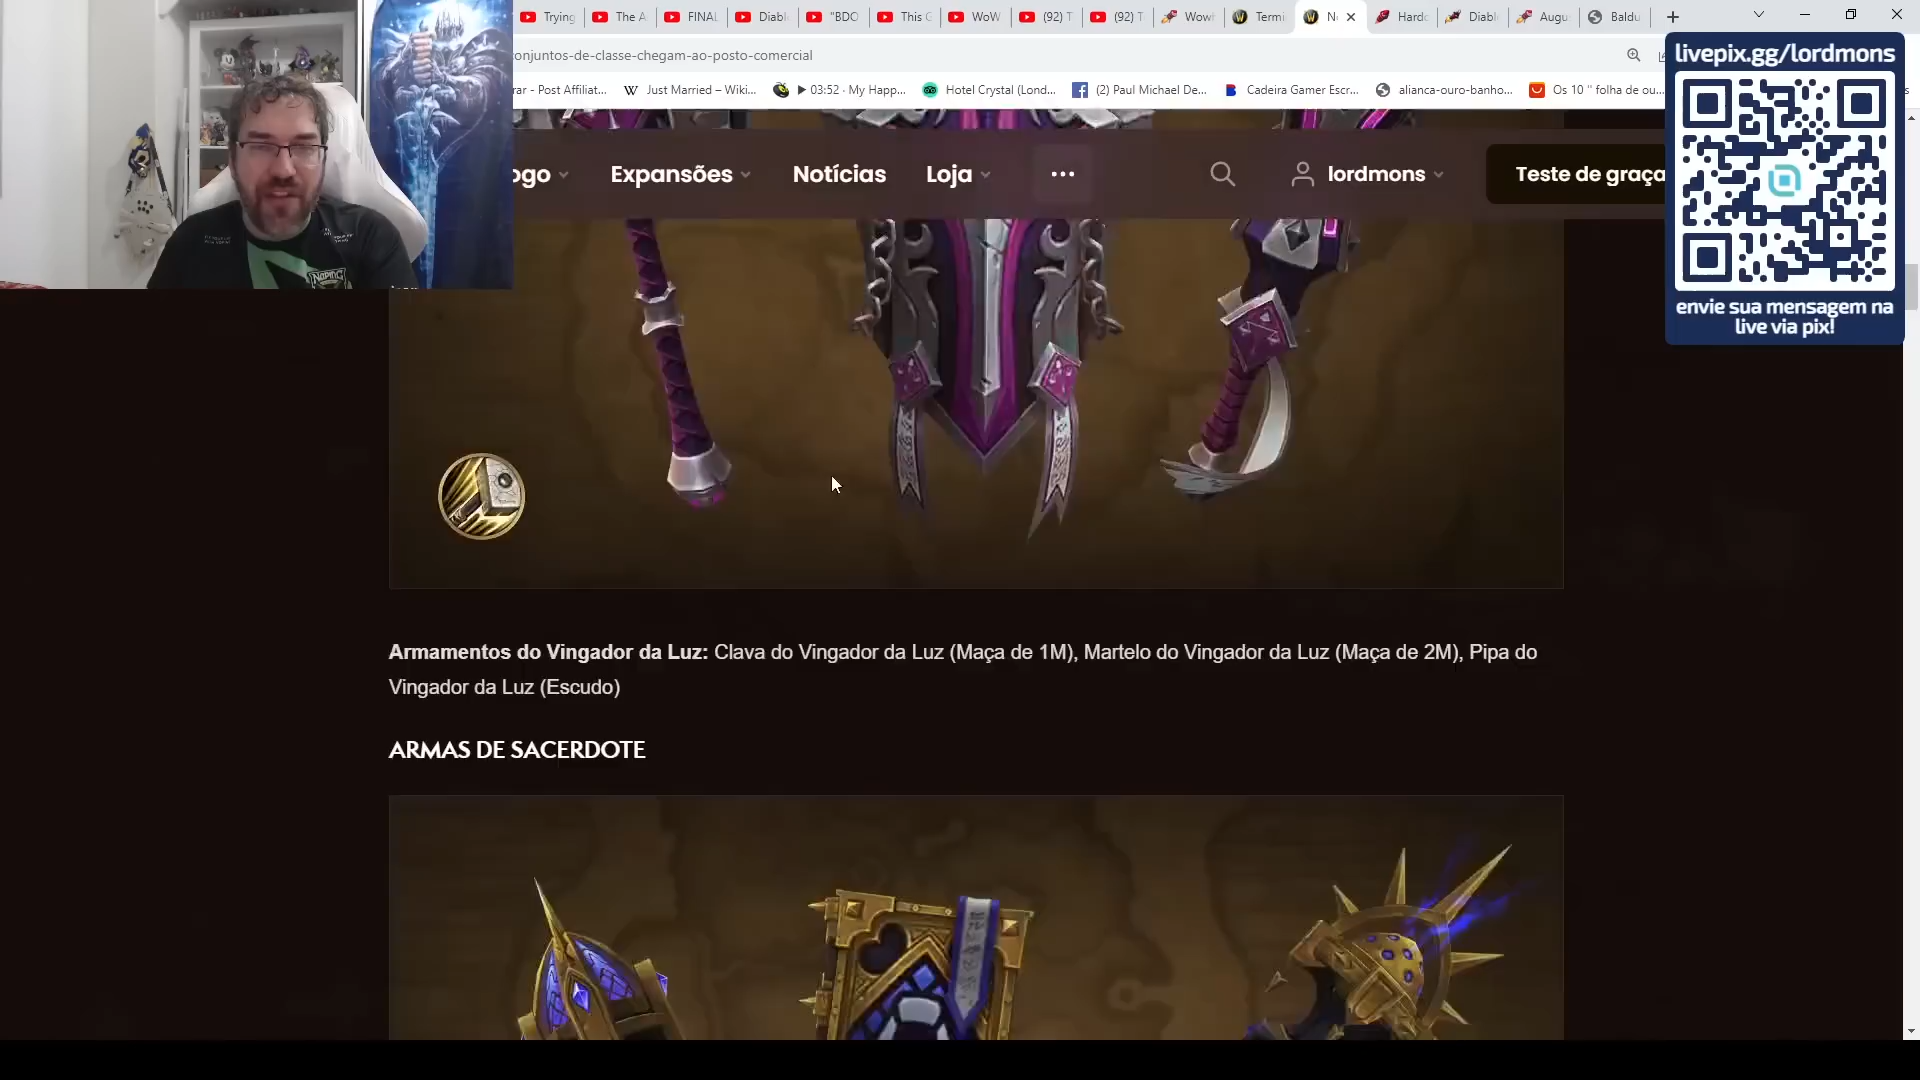 Trying
The A
FINAL
Diabl
"BDO
This G
WoW
(92) T
(92) T
Wowh
Termi
N
Hardc
Diabl
Augu
Baldu
onjuntos-de-classe-chegam-ao-posto-comercial
rar - Post Affiliat...
Just Married – Wiki...
03:52 · My Happ...
Hotel Crystal (Lond...
(2) Paul Michael De...
Cadeira Gamer Escr...
alianca-ouro-banho...
Os 10 " folha de ou...
livepix.gg/lordmons
envie sua mensagem na
live via pix!
ogo
Expansões
Notícias
Loja
lordmons
Teste de graça
NOPING
Armamentos do Vingador da Luz: Clava do Vingador da Luz (Maça de 1M), Martelo do Vingador da Luz (Maça de 2M), Pipa do
Vingador da Luz (Escudo)
ARMAS DE SACERDOTE